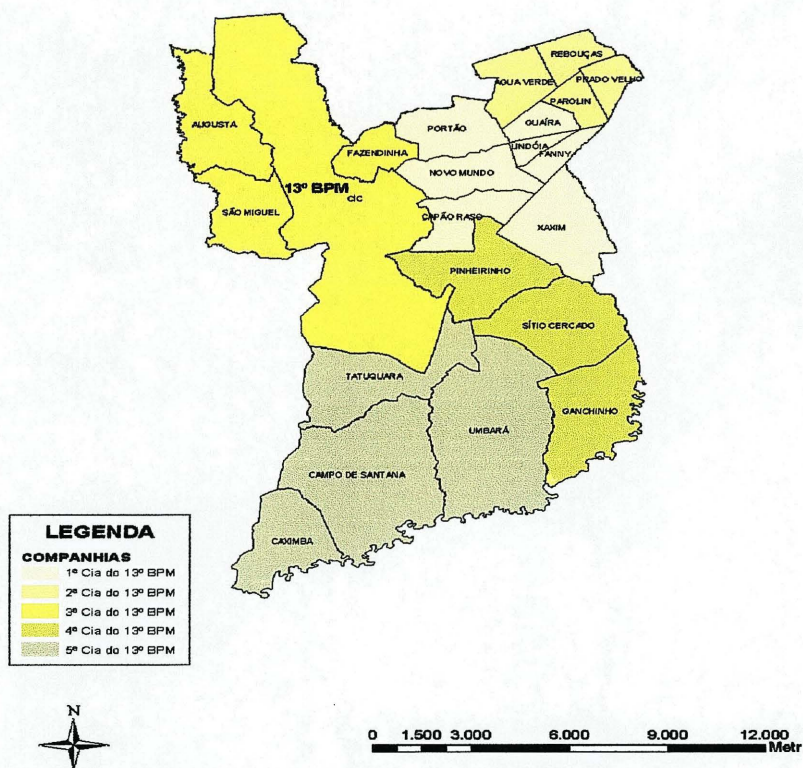 REBOUÇAS
ÁGUA VERDE
PRADO VELHO
PAROLIN
AUGUSTA
PORTÃO
GUAÍRA
FAZENDINHA
LINDÓIA
FANNY
NOVO MUNDO
13º BPM
CIC
SÃO MIGUEL
CAPÃO RASO
XAXIM
PINHEIRINHO
SÍTIO CERCADO
TATUQUARA
GANCHINHO
UMBARÁ
CAMPO DE SANTANA
CAXIMBA
LEGENDA
COMPANHIAS
1ª Cia do 13º BPM
2ª Cia do 13º BPM
3ª Cia do 13º BPM
4ª Cia do 13º BPM
5ª Cia do 13º BPM
N
0 1.500 3.000 6.000 9.000 12.000
Metr